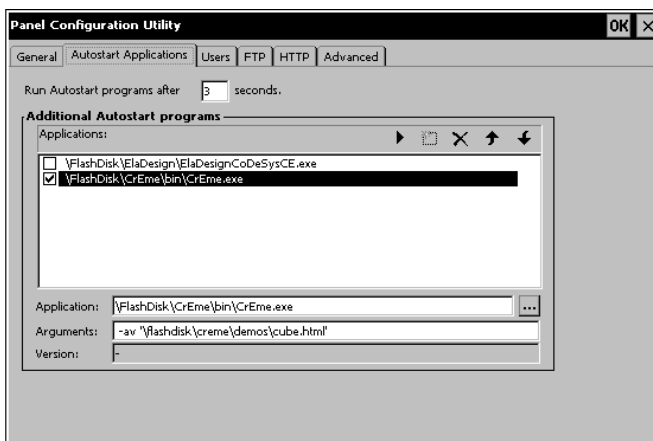 Panel Configuration Utility OK
General Autostart Applications Users FTP HTTP Advanced
Run Autostart programs after 3 seconds.
Additional Autostart programs
Applications:
\FlashDisk\ElaDesign\ElaDesignCoDeSysCE.exe
\FlashDisk\CrEme\bin\CrEme.exe
Application: \FlashDisk\CrEme\bin\CrEme.exe ...
Arguments: -av '\flashdisk\creme\demos\cube.html'
Version: -